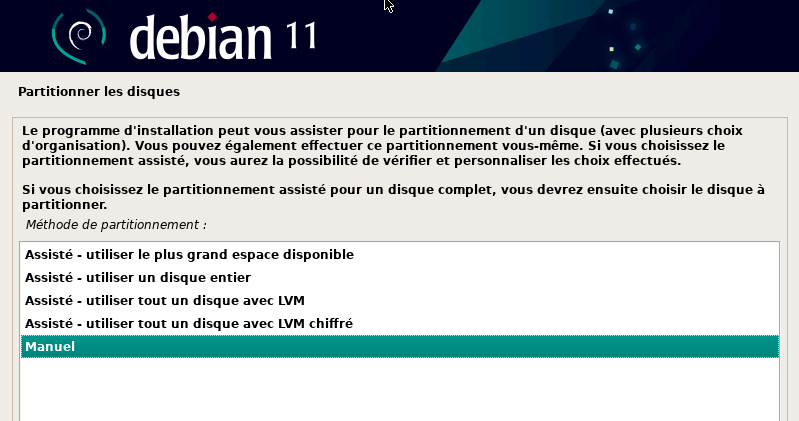 debian 11
Partitionner les disques
Le programme d'installation peut vous assister pour le partitionnement d'un disque (avec plusieurs choix
d'organisation). Vous pouvez également effectuer ce partitionnement vous-même. Si vous choisissez le
partitionnement assisté, vous aurez la possibilité de vérifier et personnaliser les choix effectués.
Si vous choisissez le partitionnement assisté pour un disque complet, vous devrez ensuite choisir le disque à
partitionner.
Méthode de partitionnement :
Assisté - utiliser le plus grand espace disponible
Assisté - utiliser un disque entier
Assisté - utiliser tout un disque avec LVM
Assisté - utiliser tout un disque avec LVM chiffré
Manuel